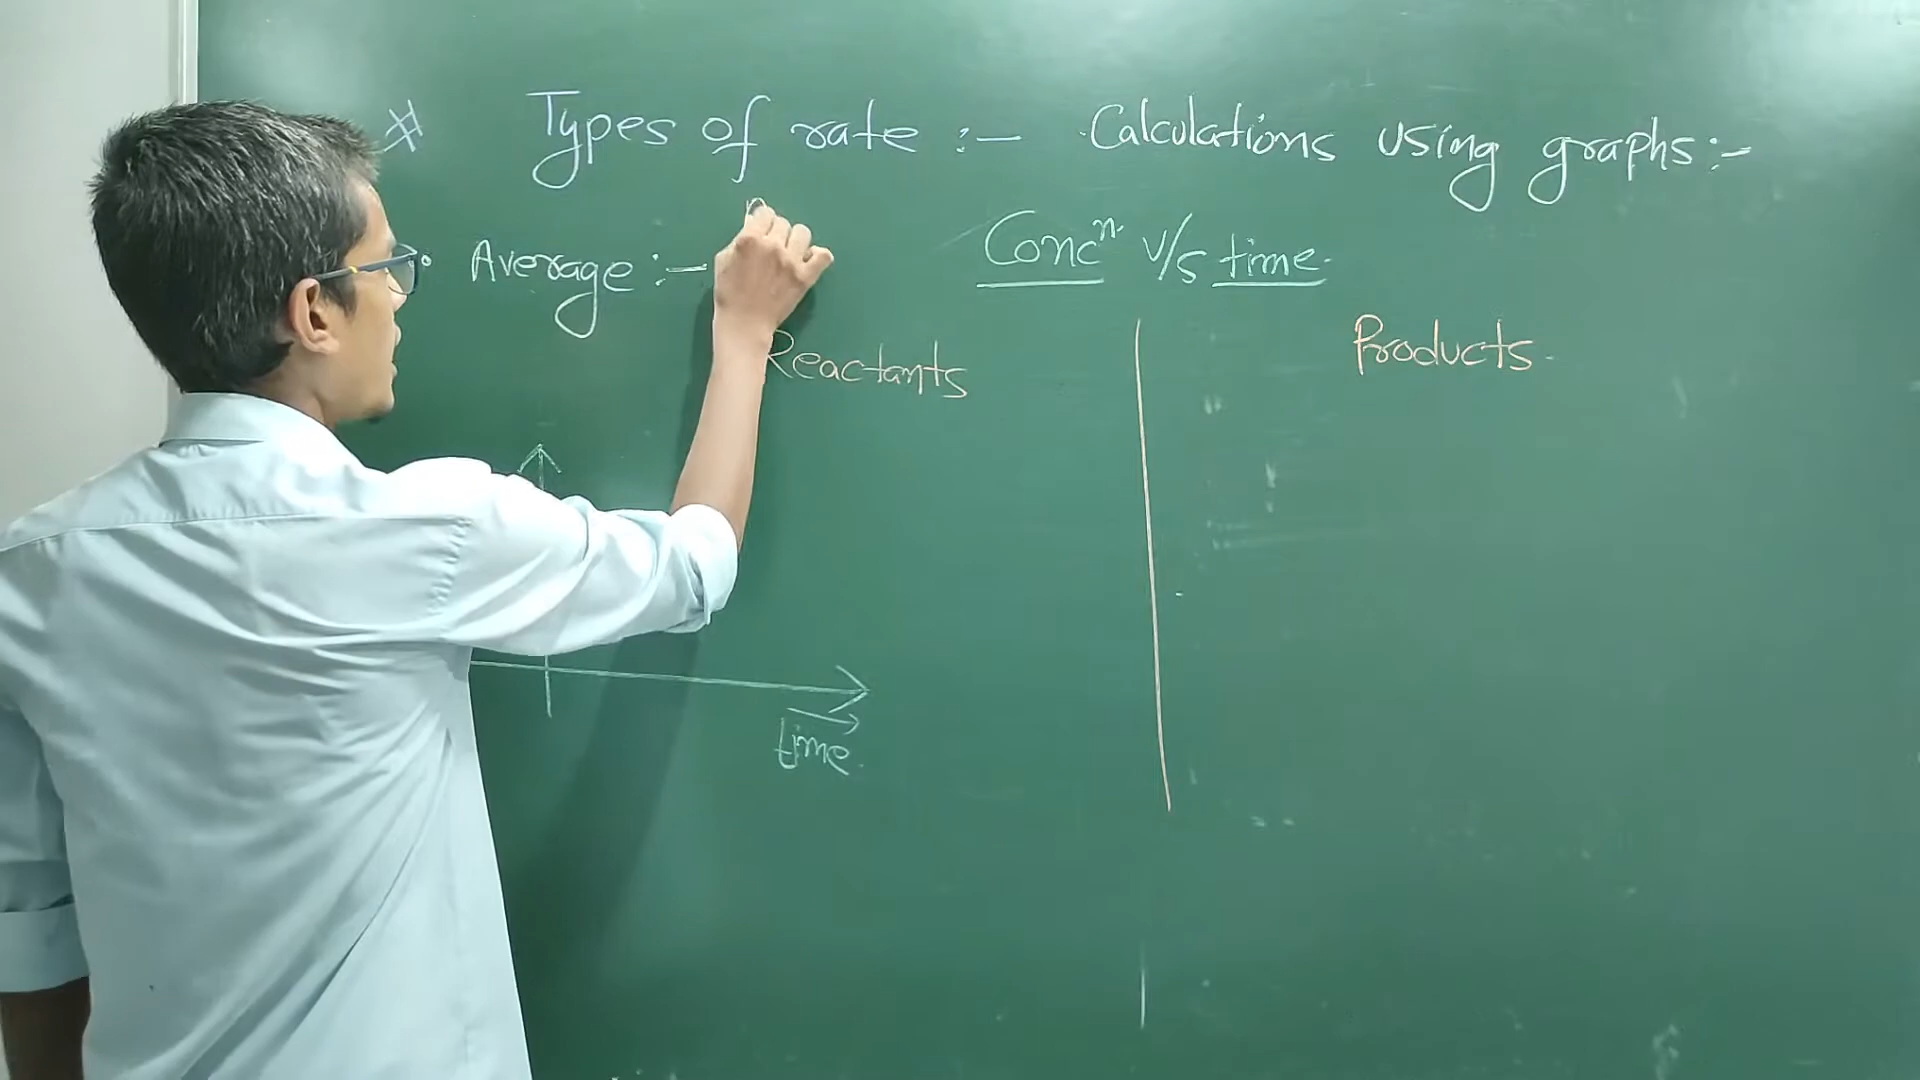 # Types of rate :- Calculations using graphs:-
• Average :- Concⁿ v/s time.
Reactants Products
time